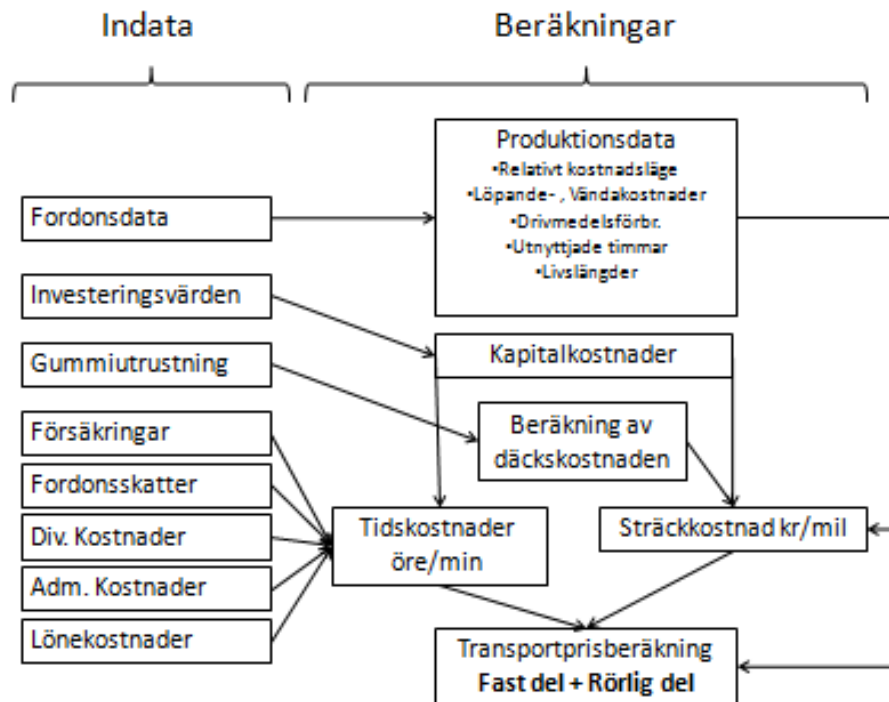 Indata
Beräkningar
Produktionsdata
•Relativt kostnadsläge
•Löpande- , Vändakostnader
•Drivmedelsförbr.
•Utnyttjade timmar
•Livslängder
Fordonsdata
Investeringsvärden
Kapitalkostnader
Gummiutrustning
Beräkning av
däckskostnaden
Försäkringar
Fordonsskatter
Div. Kostnader
Adm. Kostnader
Lönekostnader
Tidskostnader
öre/min
Sträckkostnad kr/mil
Transportprisberäkning
Fast del + Rörlig del